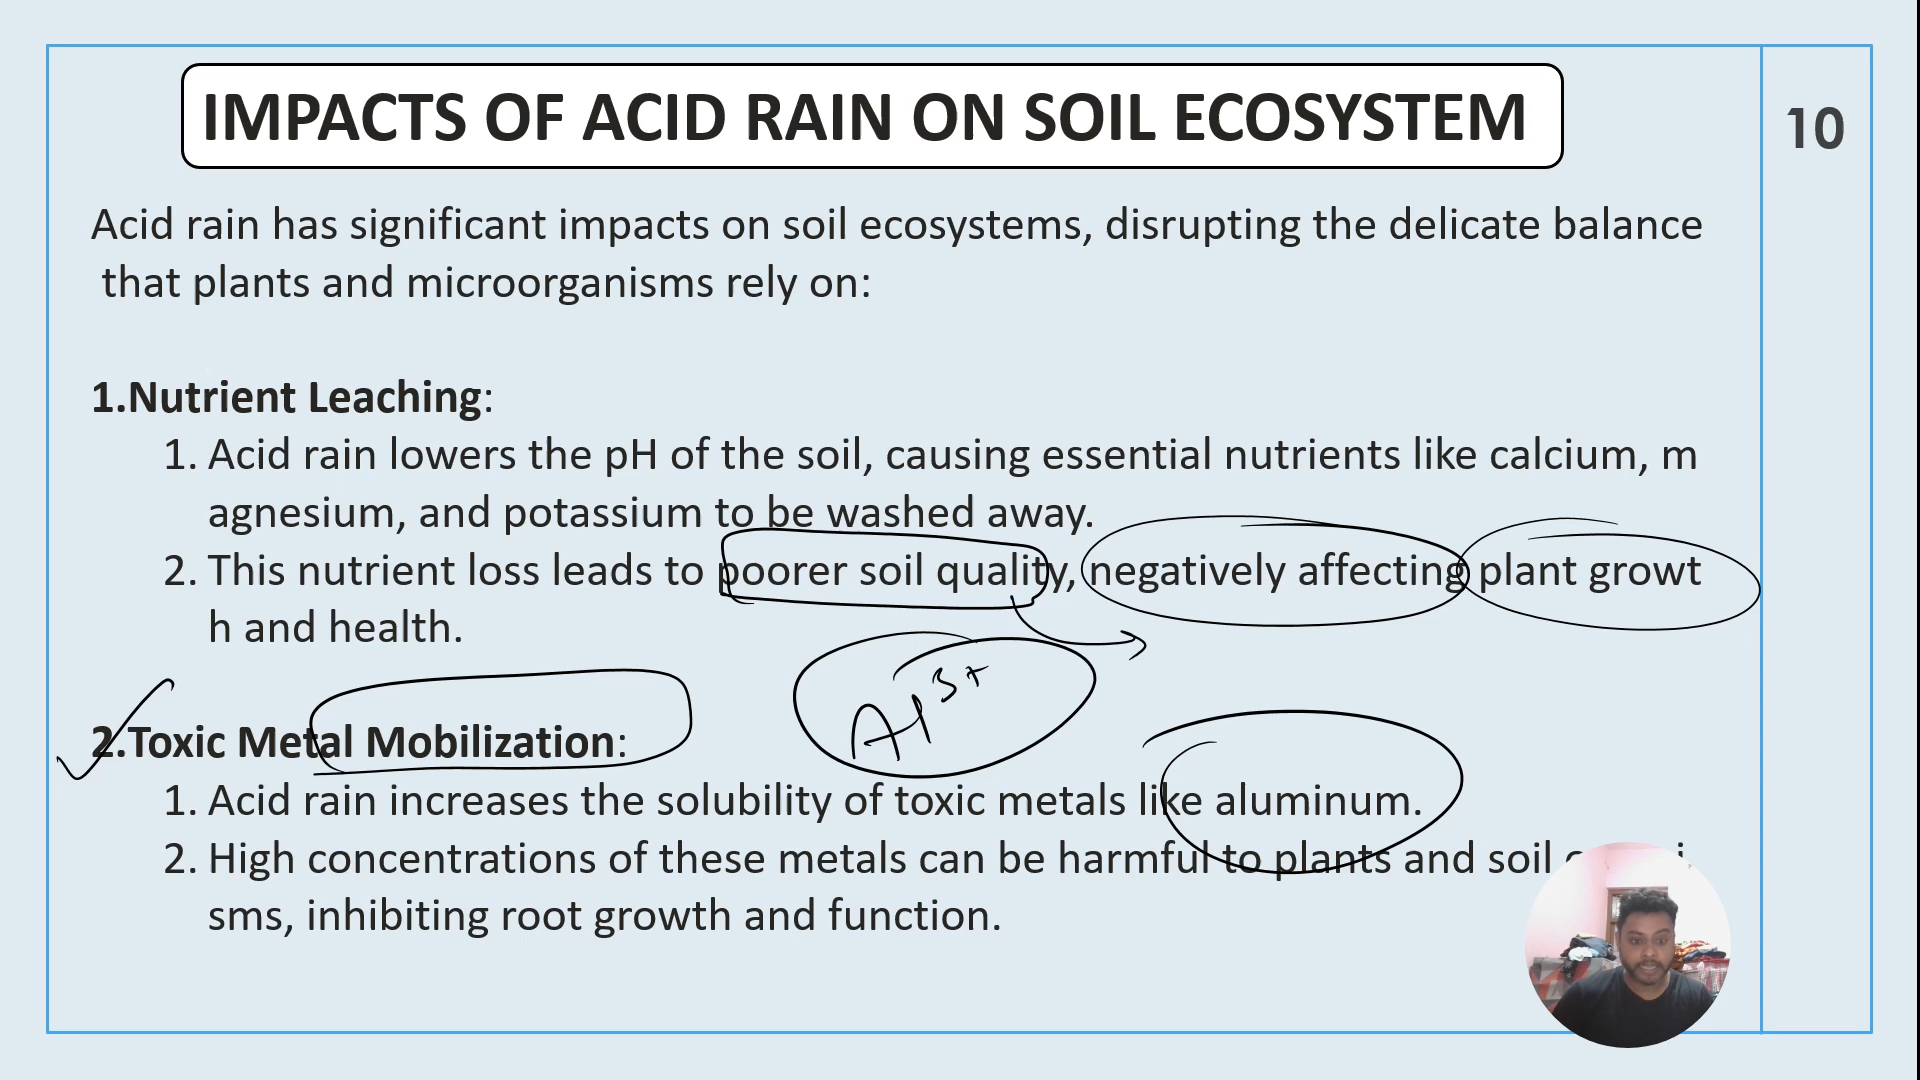 IMPACTS OF ACID RAIN ON SOIL ECOSYSTEM
10
Acid rain has significant impacts on soil ecosystems, disrupting the delicate balance
that plants and microorganisms rely on:
1.Nutrient Leaching:
1. Acid rain lowers the pH of the soil, causing essential nutrients like calcium, m
agnesium, and potassium to be washed away.
2. This nutrient loss leads to poorer soil quality, negatively affecting plant growt
h and health.
Al3+
2.Toxic Metal Mobilization:
1. Acid rain increases the solubility of toxic metals like aluminum.
2. High concentrations of these metals can be harmful to plants and soil
sms, inhibiting root growth and function.